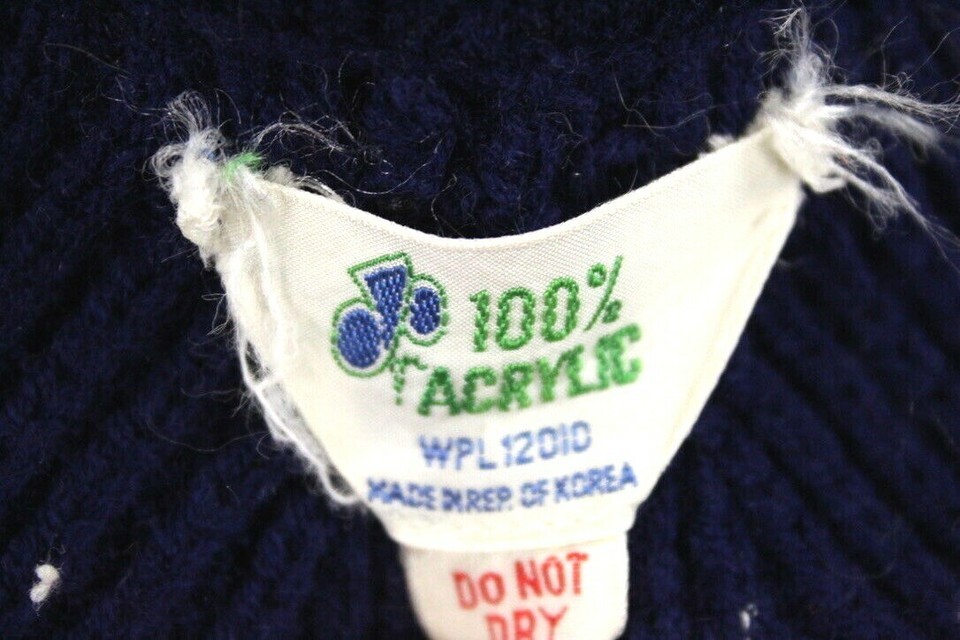 100%
ACRYLIC
WPL 12010
MADE IN REP. OF KOREA
DO NOT
DRY